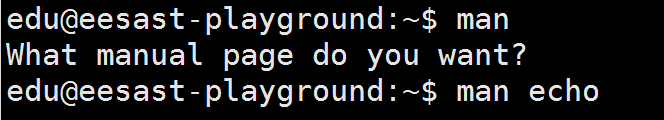 edu@eesast-playground:~$ man
What manual page do you want?
edu@eesast-playground:~$ man echo